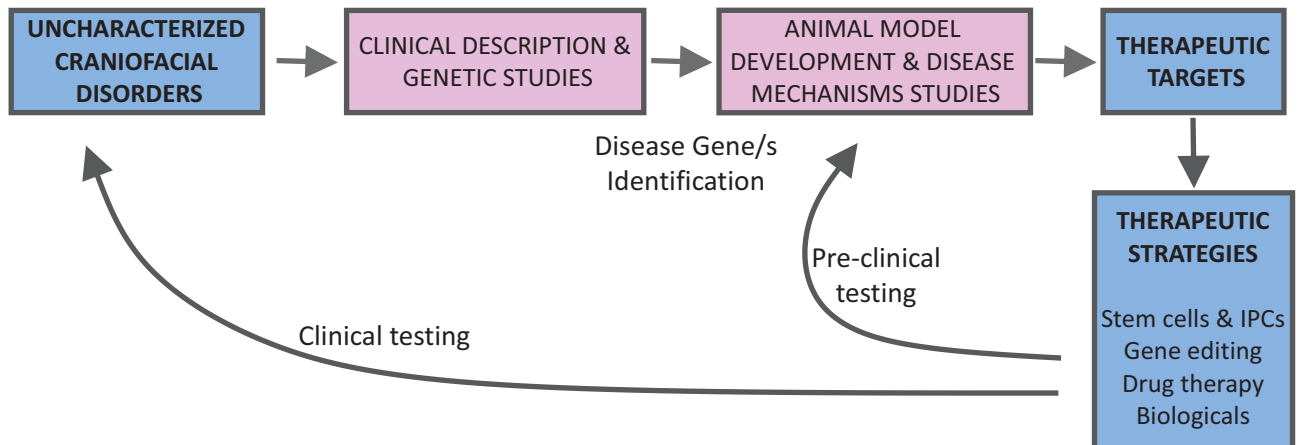 UNCHARACTERIZED
CRANIOFACIAL
DISORDERS
CLINICAL DESCRIPTION &
GENETIC STUDIES
ANIMAL MODEL
DEVELOPMENT & DISEASE
MECHANISMS STUDIES
THERAPEUTIC
TARGETS
Disease Gene/s
Identification
THERAPEUTIC
STRATEGIES
Stem cells & IPCs
Gene editing
Drug therapy
Biologicals
Pre-clinical
testing
Clinical testing